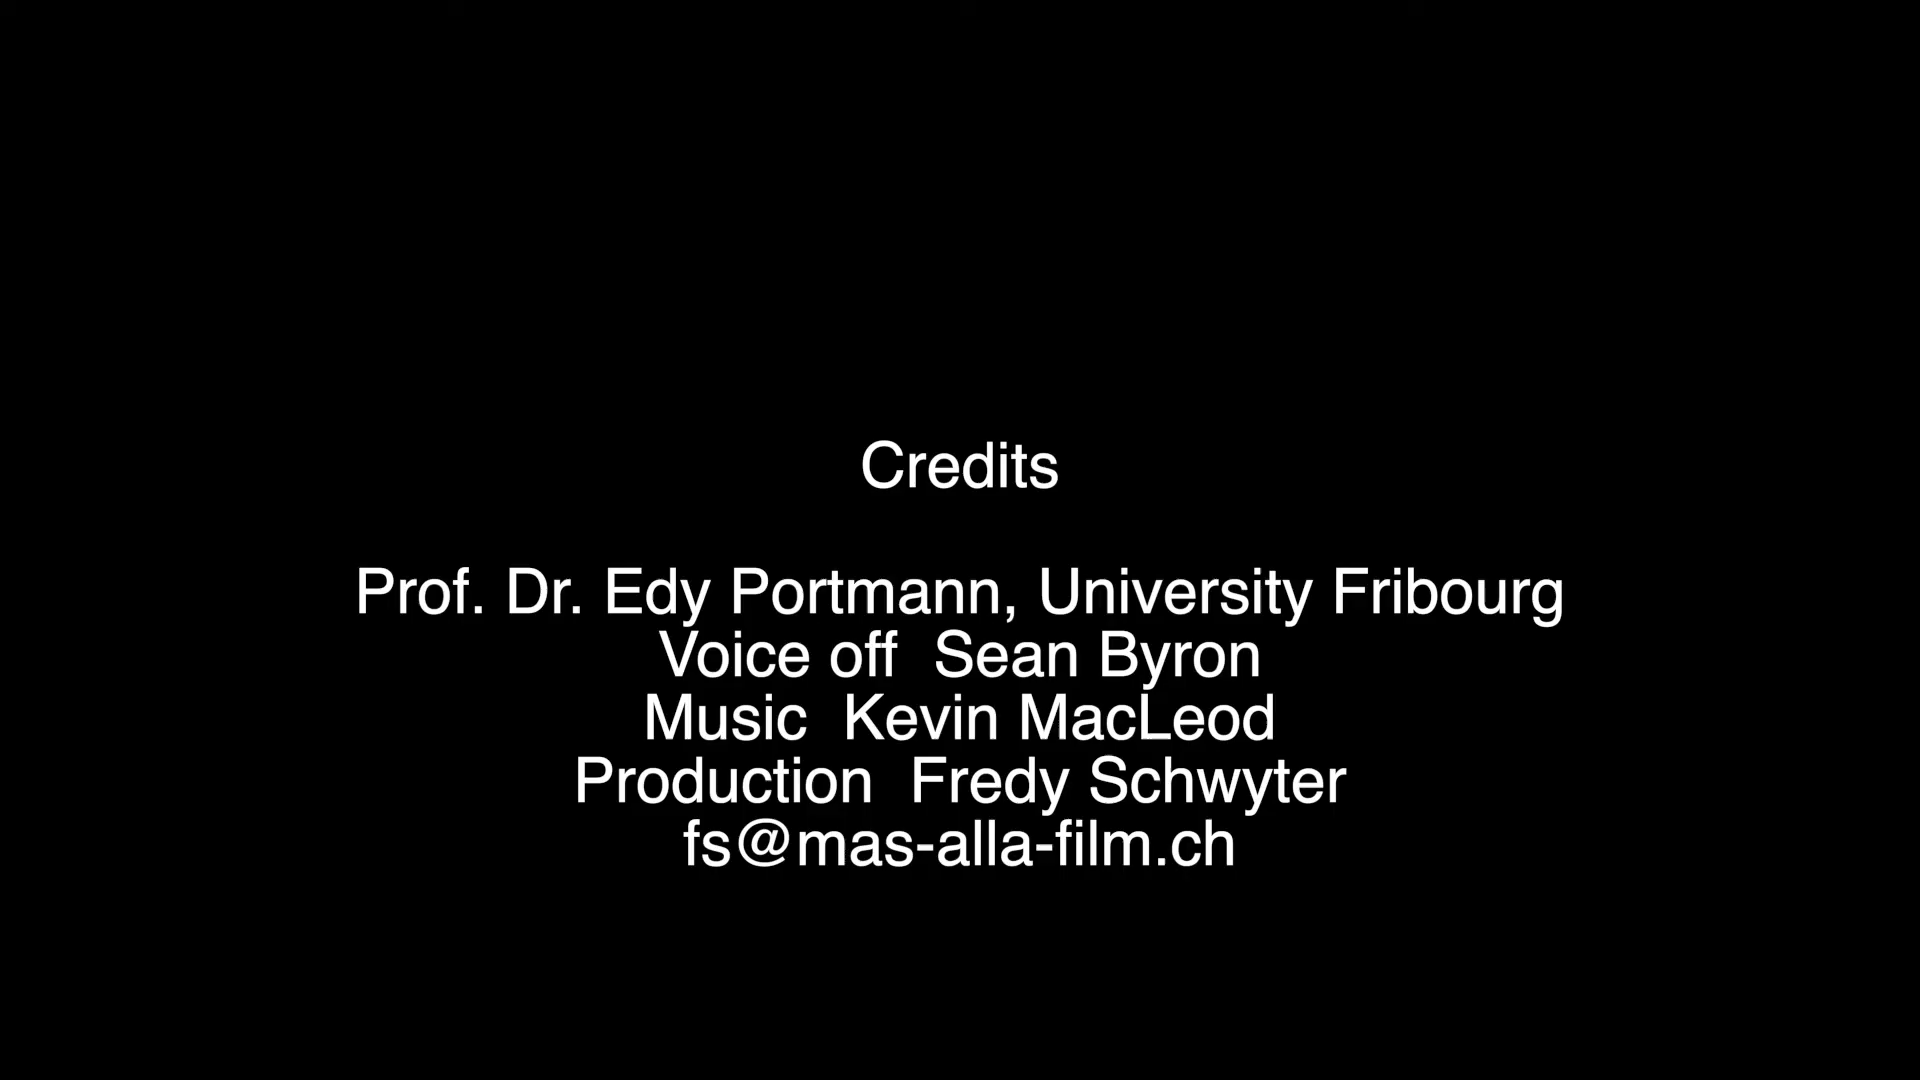 Credits
Prof. Dr. Edy Portmann, University Fribourg
Voice off  Sean Byron
Music  Kevin MacLeod
Production  Fredy Schwyter
fs@mas-alla-film.ch